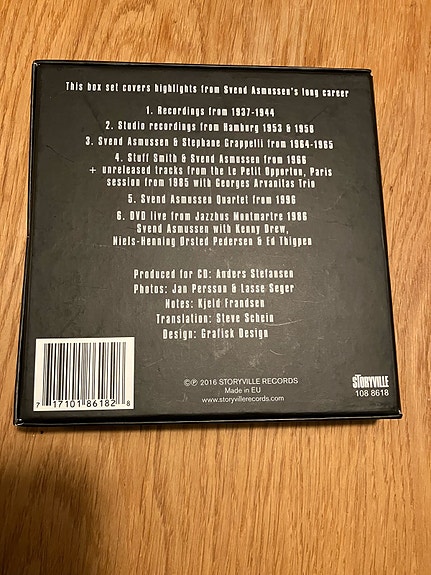 This box set covers highlights from Svend Asmussen's long career
1. Recordings from 1937-1944
2. Studio recordings from Hamburg 1953 & 1958
3. Svend Asmussen & Stephane Grappelli from 1964-1965
4. Stuff Smith & Svend Asmussen from 1966
+ unreleased tracks from the Le Petit Opporton, Paris
session from 1985 with Georges Arvanitas Trio
5. Svend Asmussen Quartet from 1996
6. DVD live from Jazzhus Montmartre 1986
Svend Asmussen with Kenny Drew,
Niels-Henning Ørsted Pedersen & Ed Thigpen
Produced for CD: Anders Stefansen
Photos: Jan Persson & Lasse Seger
Notes: Kjeld Frandsen
Translation: Steve Schein
Design: Grafisk Design
©℗ 2016 STORYVILLE RECORDS
Made in EU
www.storyvillerecords.com
STORYVILLE
108 8618
7 17101 86182 8